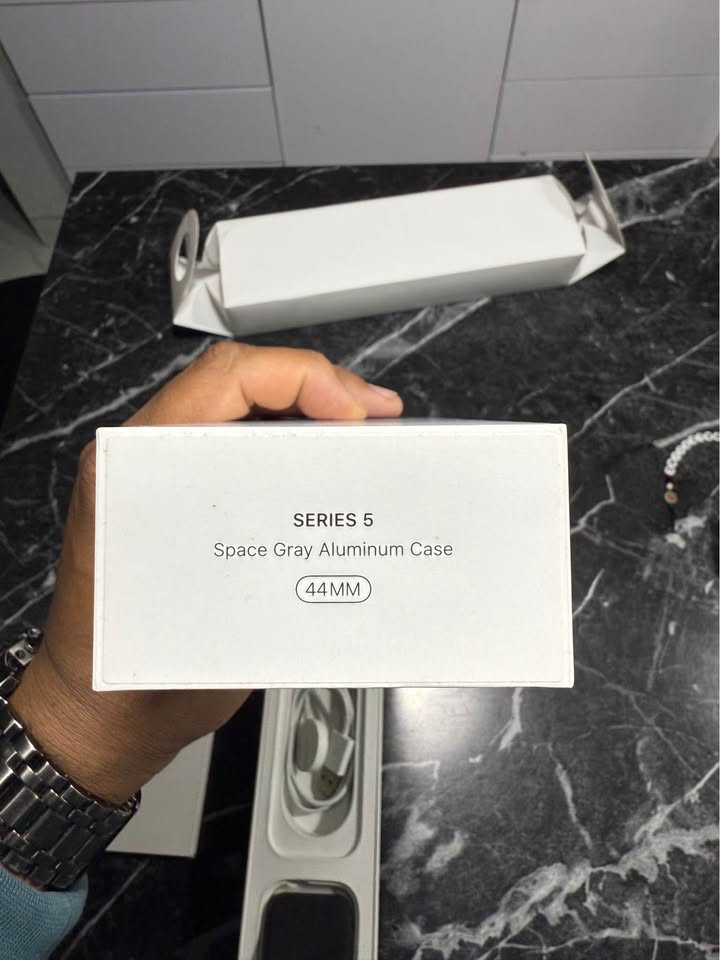 SERIES 5
Space Gray Aluminum Case
44MM